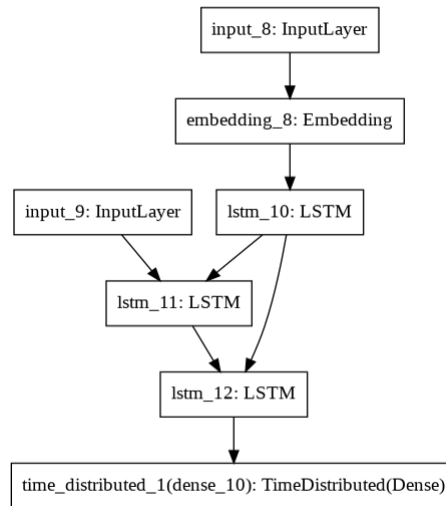 input_8: InputLayer
embedding_8: Embedding
input_9: InputLayer
lstm_10: LSTM
lstm_11: LSTM
lstm_12: LSTM
time_distributed_1(dense_10): TimeDistributed(Dense)